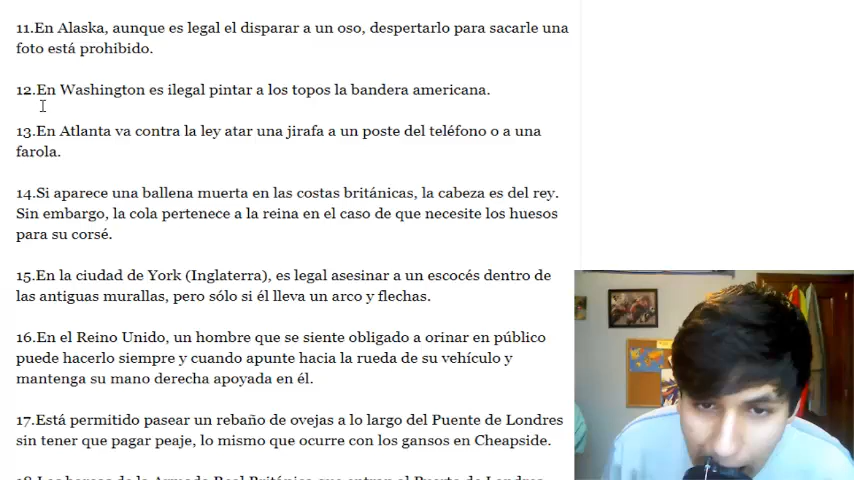 11.En Alaska, aunque es legal el disparar a un oso, despertarlo para sacarle una
foto está prohibido.
12.En Washington es ilegal pintar a los topos la bandera americana.
13.En Atlanta va contra la ley atar una jirafa a un poste del teléfono o a una
farola.
14.Si aparece una ballena muerta en las costas británicas, la cabeza es del rey.
Sin embargo, la cola pertenece a la reina en el caso de que necesite los huesos
para su corsé.
15.En la ciudad de York (Inglaterra), es legal asesinar a un escocés dentro de
las antiguas murallas, pero sólo si él lleva un arco y flechas.
16.En el Reino Unido, un hombre que se siente obligado a orinar en público
puede hacerlo siempre y cuando apunte hacia la rueda de su vehículo y
mantenga su mano derecha apoyada en él.
17.Está permitido pasear un rebaño de ovejas a lo largo del Puente de Londres
sin tener que pagar peaje, lo mismo que ocurre con los gansos en Cheapside.